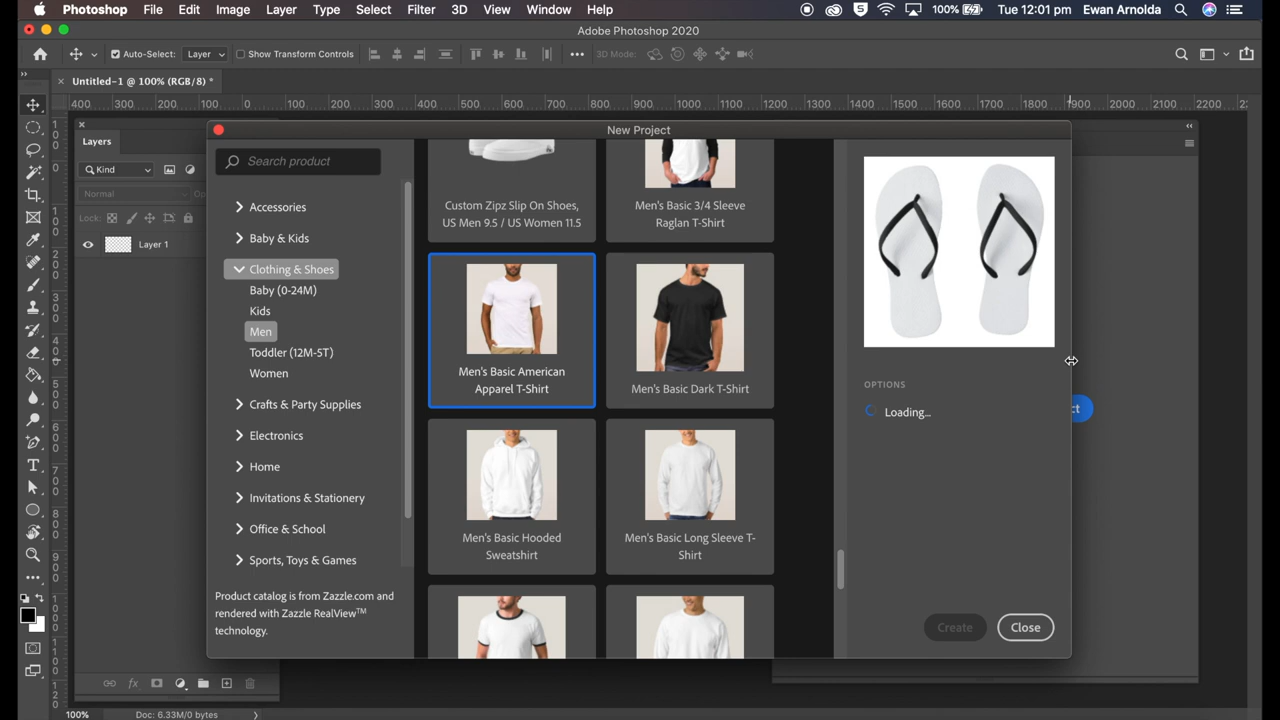 Photoshop File Edit Image Layer Type Select Filter 3D View Window Help 100% Tue 12:01 pm Ewan Arnolda
Adobe Photoshop 2020
Auto-Select: Layer Show Transform Controls 3D Mode:
Untitled-1 @ 100% (RGB/8) *
400 300 200 100 0 100 200 300 400 500 600 700 800 900 1000 1100 1200 1300 1400 1500 1600 1700 1800 1900 2000 2100 2200
Layers
Kind
Normal
Lock:
Layer 1
New Project
Search product
Accessories
Baby & Kids
Clothing & Shoes
Baby (0-24M)
Kids
Men
Toddler (12M-5T)
Women
Crafts & Party Supplies
Electronics
Home
Invitations & Stationery
Office & School
Sports, Toys & Games
Product catalog is from Zazzle.com and
rendered with Zazzle RealView™
technology.
Custom Zipz Slip On Shoes,
US Men 9.5 / US Women 11.5
Men's Basic 3/4 Sleeve
Raglan T-Shirt
Men's Basic American
Apparel T-Shirt
Men's Basic Dark T-Shirt
Men's Basic Hooded
Sweatshirt
Men's Basic Long Sleeve T-
Shirt
OPTIONS
Loading...
ct
Create
Close
100% Doc: 6.33M/0 bytes